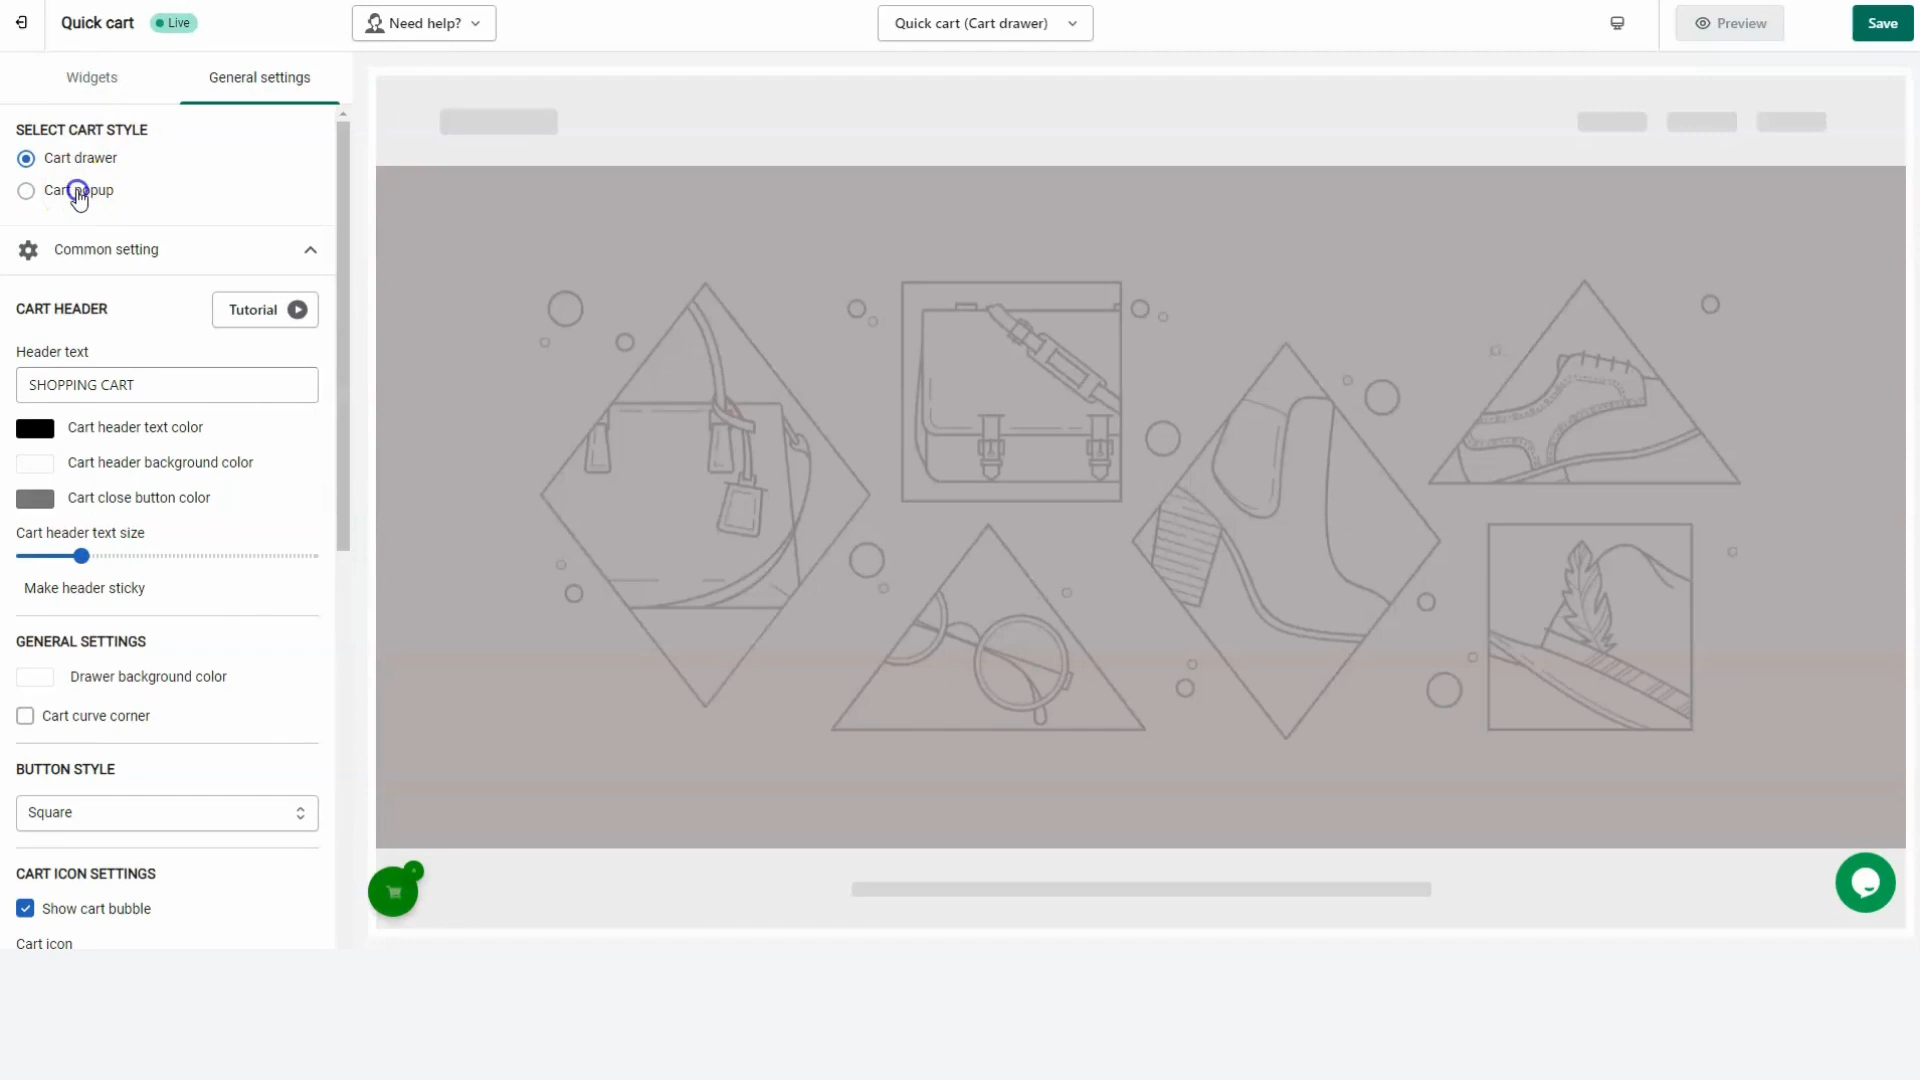 Quick cart
Live
Need help?
Quick cart (Cart drawer)
Preview
Save
Widgets
General settings
SELECT CART STYLE
Cart drawer
Cart popup
Common setting
CART HEADER
Tutorial
Header text
SHOPPING CART
Cart header text color
Cart header background color
Cart close button color
Cart header text size
Make header sticky
GENERAL SETTINGS
Drawer background color
Cart curve corner
BUTTON STYLE
Square
CART ICON SETTINGS
Show cart bubble
Cart icon